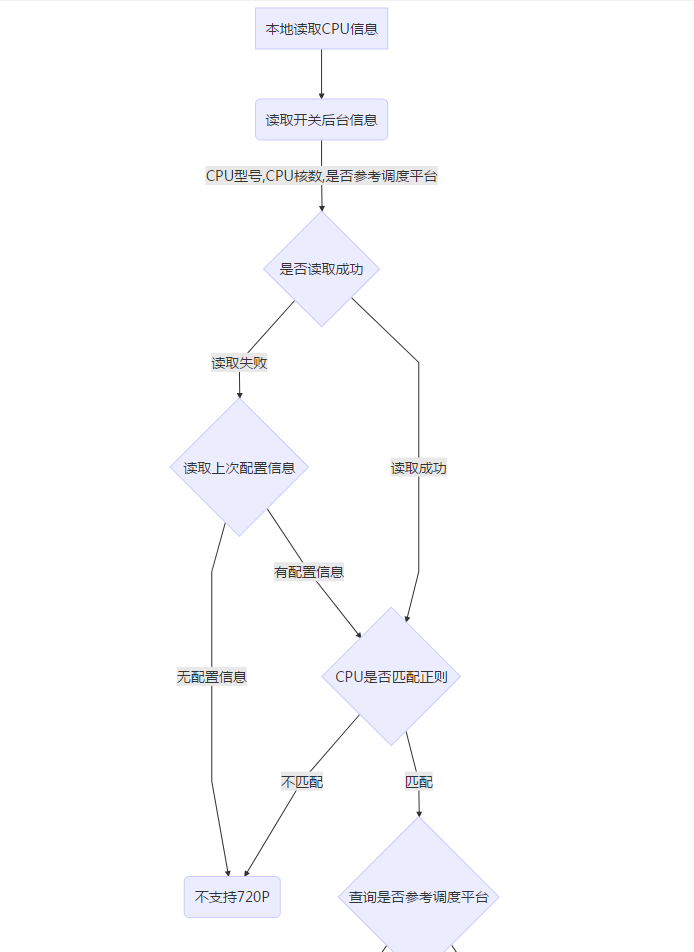 本地读取CPU信息
读取开关后台信息
CPU型号,CPU核数,是否参考调度平台
是否读取成功
读取失败
读取上次配置信息
读取成功
有配置信息
无配置信息
CPU是否匹配正则
不匹配
匹配
不支持720P
查询是否参考调度平台